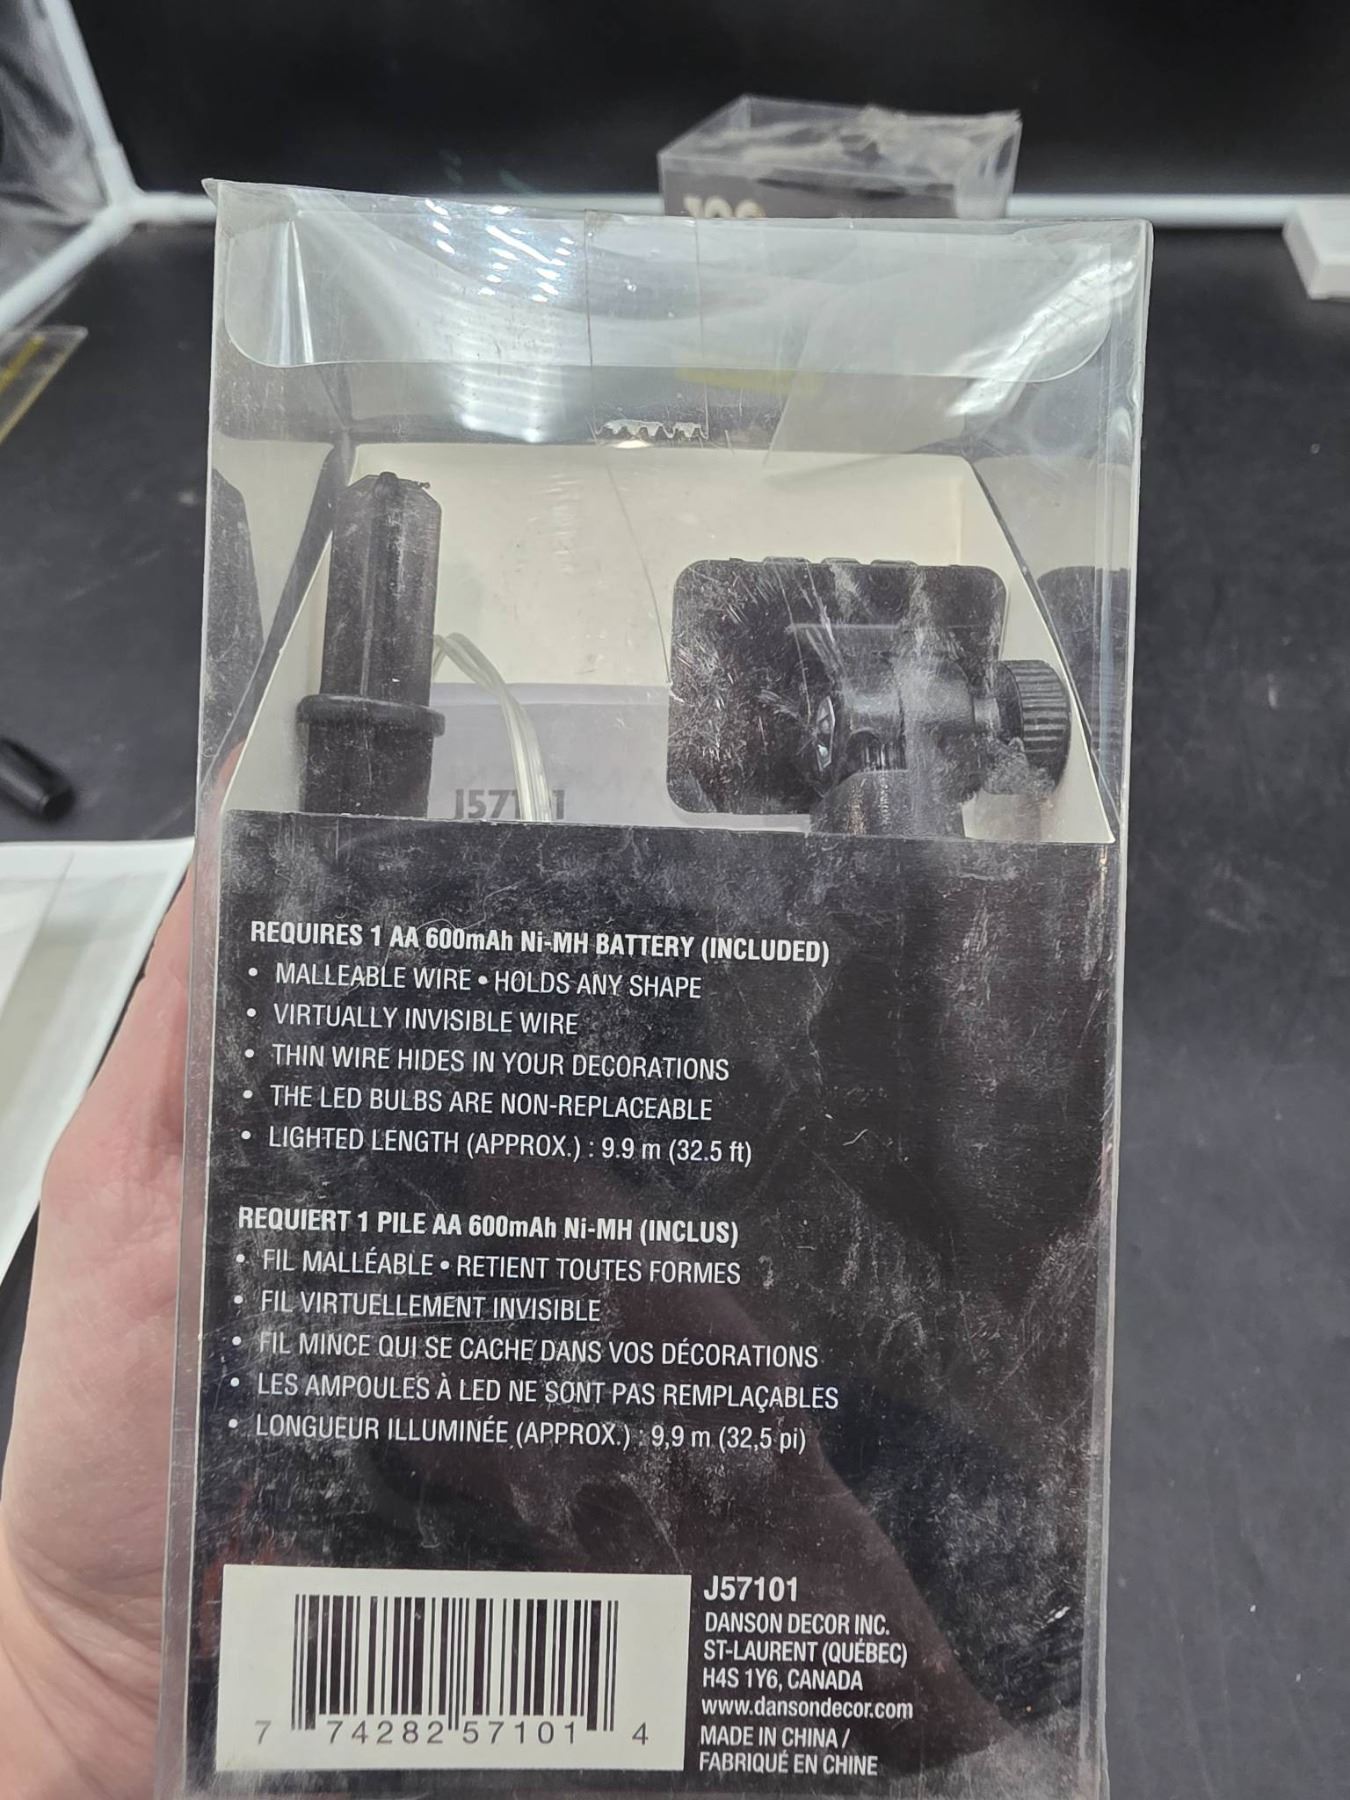 J57101
REQUIRES 1 AA 600mAh Ni-MH BATTERY (INCLUDED)
• MALLEABLE WIRE • HOLDS ANY SHAPE
• VIRTUALLY INVISIBLE WIRE
• THIN WIRE HIDES IN YOUR DECORATIONS
• THE LED BULBS ARE NON-REPLACEABLE
• LIGHTED LENGTH (APPROX.) : 9.9 m (32.5 ft)
REQUIERT 1 PILE AA 600mAh Ni-MH (INCLUS)
• FIL MALLÉABLE • RETIENT TOUTES FORMES
• FIL VIRTUELLEMENT INVISIBLE
• FIL MINCE QUI SE CACHE DANS VOS DÉCORATIONS
• LES AMPOULES À LED NE SONT PAS REMPLAÇABLES
• LONGUEUR ILLUMINÉE (APPROX.) : 9,9 m (32,5 pi)
7 74282 57101 4
J57101
DANSON DECOR INC.
ST-LAURENT (QUÉBEC)
H4S 1Y6, CANADA
www.dansondecor.com
MADE IN CHINA /
FABRIQUÉ EN CHINE